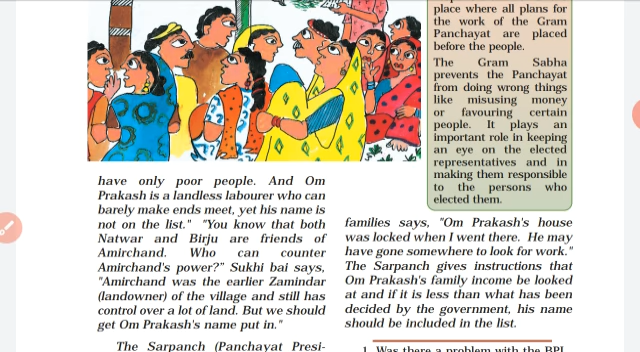 place where all plans for
the work of the Gram
Panchayat are placed
before the people.
The Gram Sabha
prevents the Panchayat
from doing wrong things
like misusing money
or favouring certain
people. It plays an
important role in keeping
an eye on the elected
representatives and in
making them responsible
to the persons who
elected them.
have only poor people. And Om
Prakash is a landless labourer who can
barely make ends meet, yet his name is
not on the list." "You know that both
Natwar and Birju are friends of
Amirchand. Who can counter
Amirchand's power?" Sukhi bai says,
"Amirchand was the earlier Zamindar
(landowner) of the village and still has
control over a lot of land. But we should
get Om Prakash's name put in."
The Sarpanch (Panchayat Presi-
families says, "Om Prakash's house
was locked when I went there. He may
have gone somewhere to look for work."
The Sarpanch gives instructions that
Om Prakash's family income be looked
at and if it is less than what has been
decided by the government, his name
should be included in the list.
1. Was there a problem with the BPL